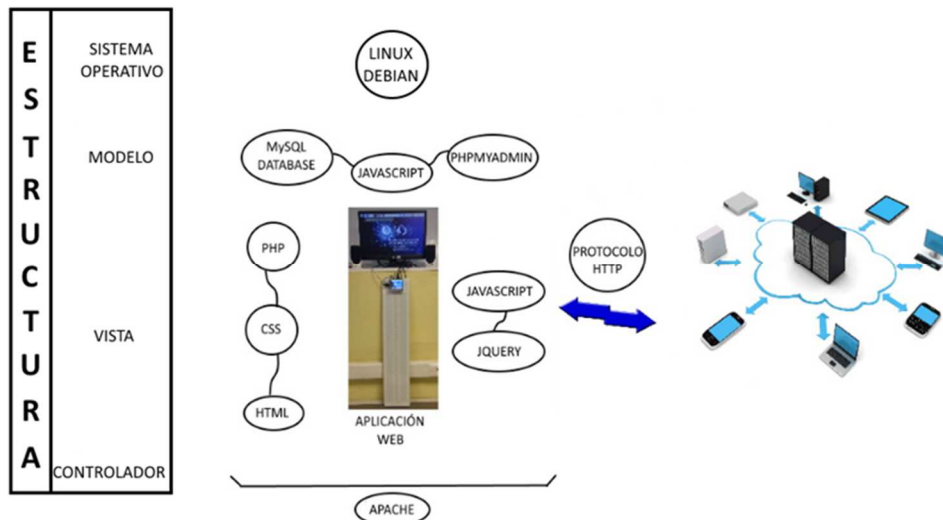 ESTRUCTURA
SISTEMA
OPERATIVO
MODELO
VISTA
CONTROLADOR
LINUX
DEBIAN
MySQL
DATABASE
JAVASCRIPT
PHPMYADMIN
PHP
CSS
HTML
APLICACIÓN
WEB
JAVASCRIPT
JQUERY
PROTOCOLO
HTTP
APACHE